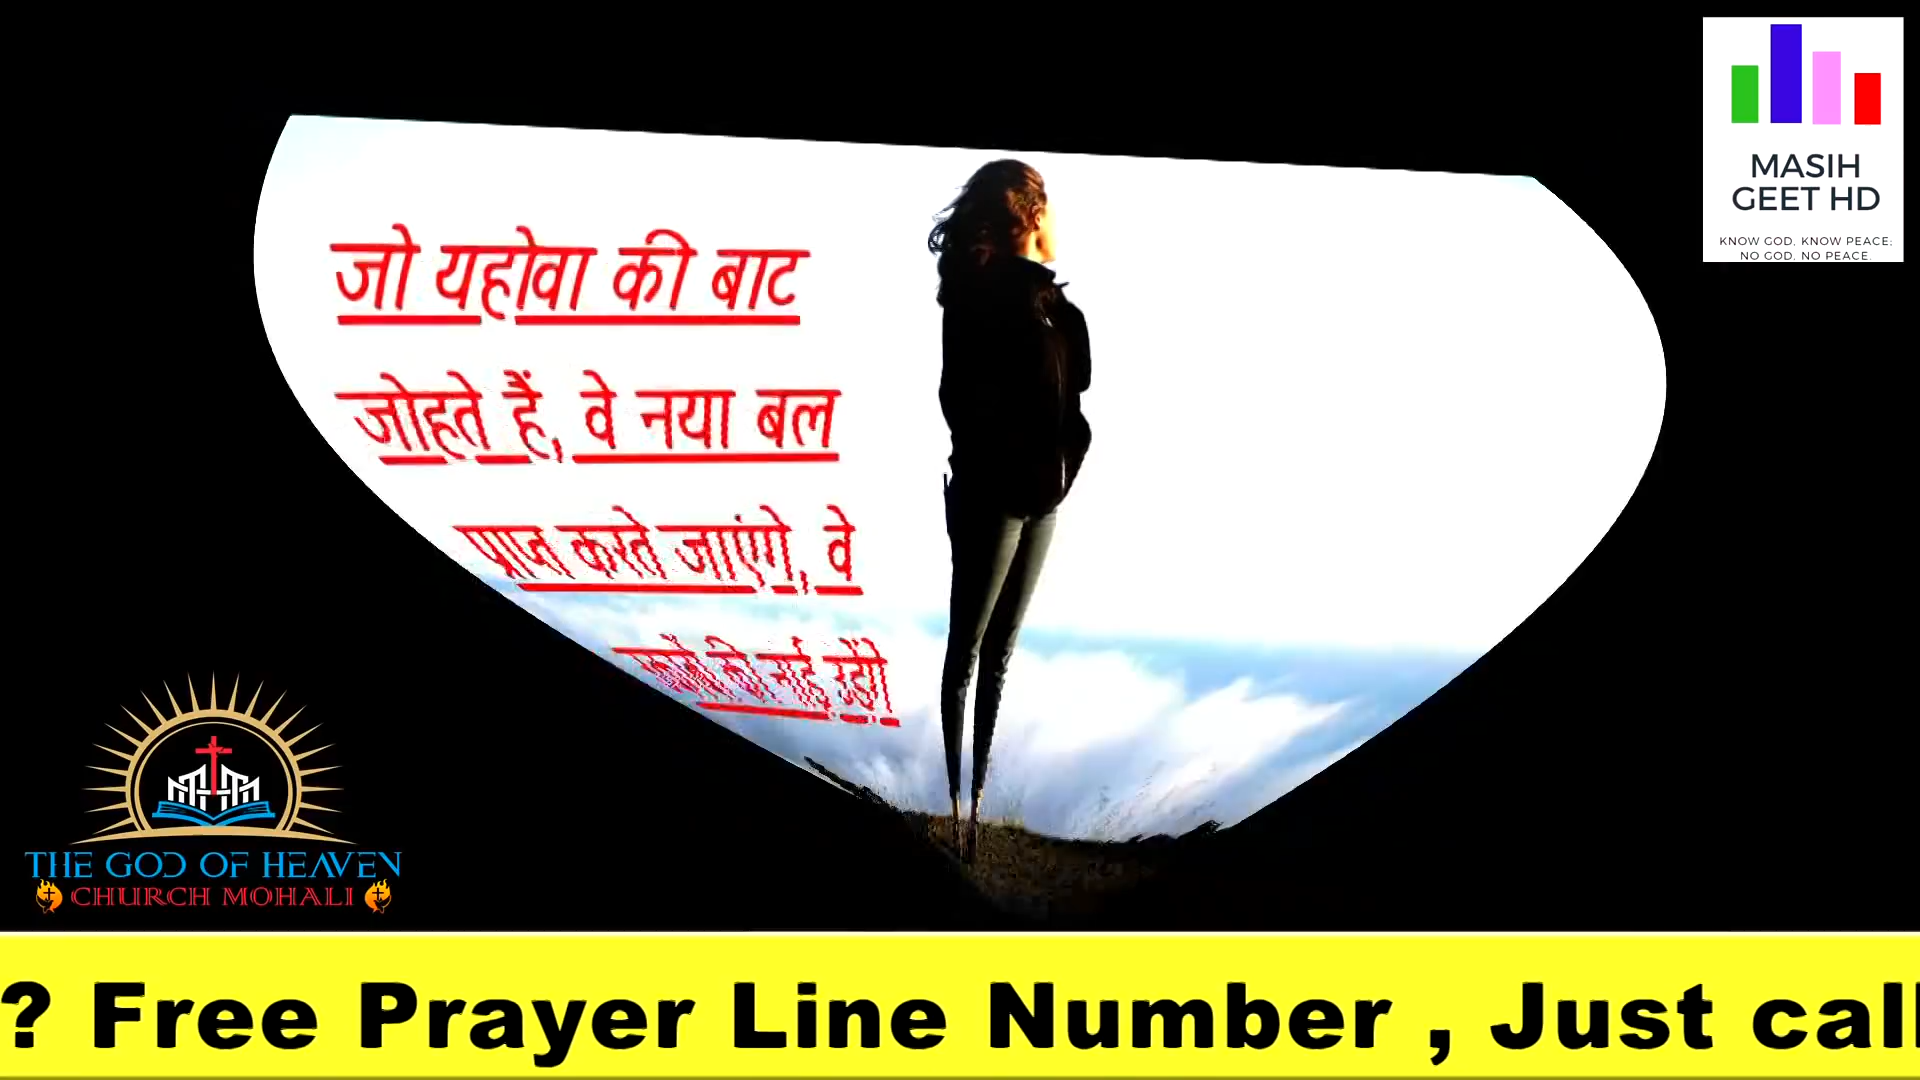 MASIH
GEET HD
KNOW GOD, KNOW PEACE;
NO GOD, NO PEACE.
जो यहोवा की बाट
जोहते हैं, वे नया बल
प्राप्त करते जाएंगे, वे
THE GOD OF HEAVEN
CHURCH MOHALI
? Free Prayer Line Number , Just call